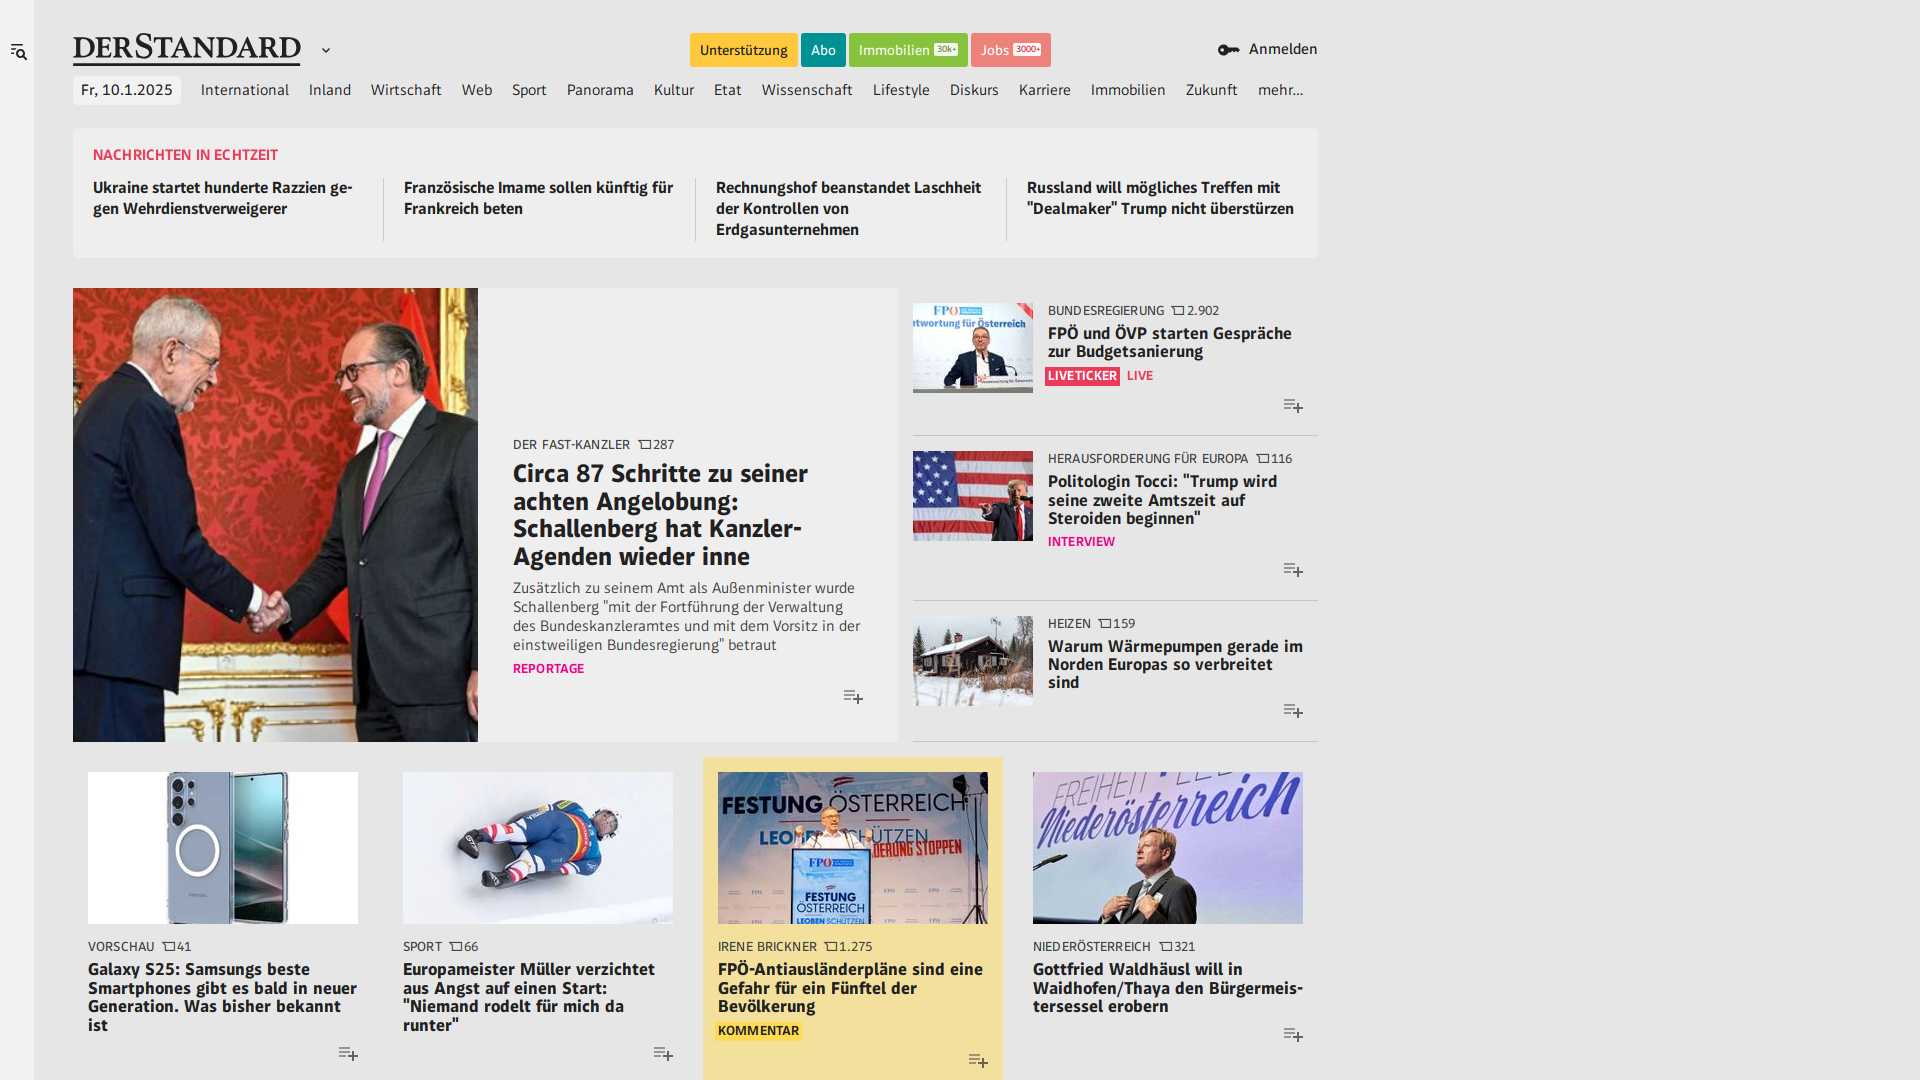 DERSTANDARD
Unterstützung
Abo
Immobilien 30k+
Jobs 3000+
Anmelden
Fr, 10.1.2025
International
Inland
Wirtschaft
Web
Sport
Panorama
Kultur
Etat
Wissenschaft
Lifestyle
Diskurs
Karriere
Immobilien
Zukunft
mehr…
NACHRICHTEN IN ECHTZEIT
Ukraine startet hunderte Razzien ge-
gen Wehrdienstverweigerer
Französische Imame sollen künftig für
Frankreich beten
Rechnungshof beanstandet Laschheit
der Kontrollen von
Erdgasunternehmen
Russland will mögliches Treffen mit
"Dealmaker" Trump nicht überstürzen
DER FAST-KANZLER 287
Circa 87 Schritte zu seiner
achten Angelobung:
Schallenberg hat Kanzler-
Agenden wieder inne
Zusätzlich zu seinem Amt als Außenminister wurde
Schallenberg "mit der Fortführung der Verwaltung
des Bundeskanzleramtes und mit dem Vorsitz in der
einstweiligen Bundesregierung" betraut
REPORTAGE
FPÖ
ntwortung für Österreich
BUNDESREGIERUNG 2.902
FPÖ und ÖVP starten Gespräche
zur Budgetsanierung
LIVETICKER LIVE
HERAUSFORDERUNG FÜR EUROPA 116
Politologin Tocci: "Trump wird
seine zweite Amtszeit auf
Steroiden beginnen"
INTERVIEW
HEIZEN 159
Warum Wärmepumpen gerade im
Norden Europas so verbreitet
sind
VORSCHAU 41
Galaxy S25: Samsungs beste
Smartphones gibt es bald in neuer
Generation. Was bisher bekannt
ist
SPORT 66
Europameister Müller verzichtet
aus Angst auf einen Start:
"Niemand rodelt für mich da
runter"
FESTUNG ÖSTERREICH
LEOBEN SCHÜTZEN
DERUNG STOPPEN
FPÖ
FESTUNG
ÖSTERREICH
LEOBEN SCHÜTZEN
IRENE BRICKNER 1.275
FPÖ-Antiausländerpläne sind eine
Gefahr für ein Fünftel der
Bevölkerung
KOMMENTAR
FREIHEIT LEB
Niederösterreich
NIEDERÖSTERREICH 321
Gottfried Waldhäusl will in
Waidhofen/Thaya den Bürgermeis-
tersessel erobern